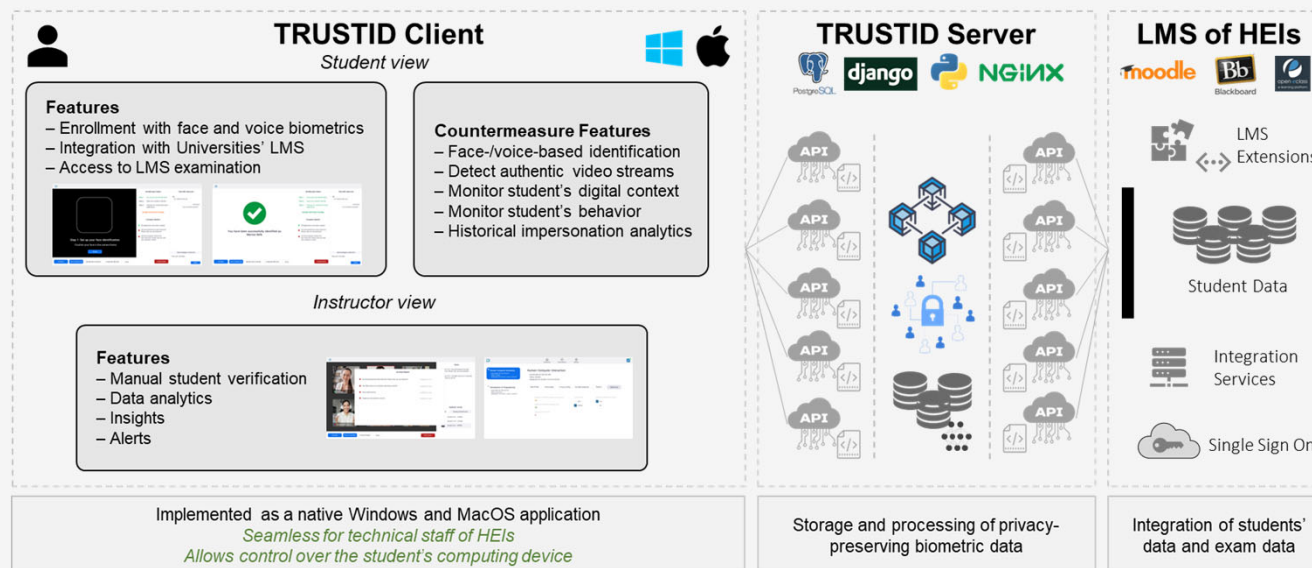 TRUSTID Client
Student view
Features
– Enrollment with face and voice biometrics
– Integration with Universities’ LMS
– Access to LMS examination
Countermeasure Features
– Face-/voice-based identification
– Detect authentic video streams
– Monitor student’s digital context
– Monitor student’s behavior
– Historical impersonation analytics
Instructor view
Features
– Manual student verification
– Data analytics
– Insights
– Alerts
Implemented as a native Windows and MacOS application
Seamless for technical staff of HEIs
Allows control over the student’s computing device
TRUSTID Server
PostgreSQL
django
NGINX
API
API
API
API
API
API
API
API
API
API
Storage and processing of privacy-
preserving biometric data
LMS of HEIs
moodle
Bb
Blackboard
LMS
Extensions
Student Data
Integration
Services
Single Sign On
Integration of students’
data and exam data